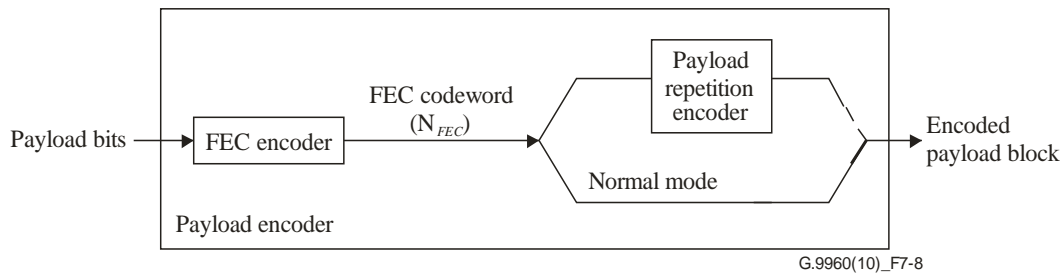 Payload bits
FEC encoder
FEC codeword
(N_FEC)
Payload
repetition
encoder
Normal mode
Encoded
payload block
Payload encoder
G.9960(10)_F7-8